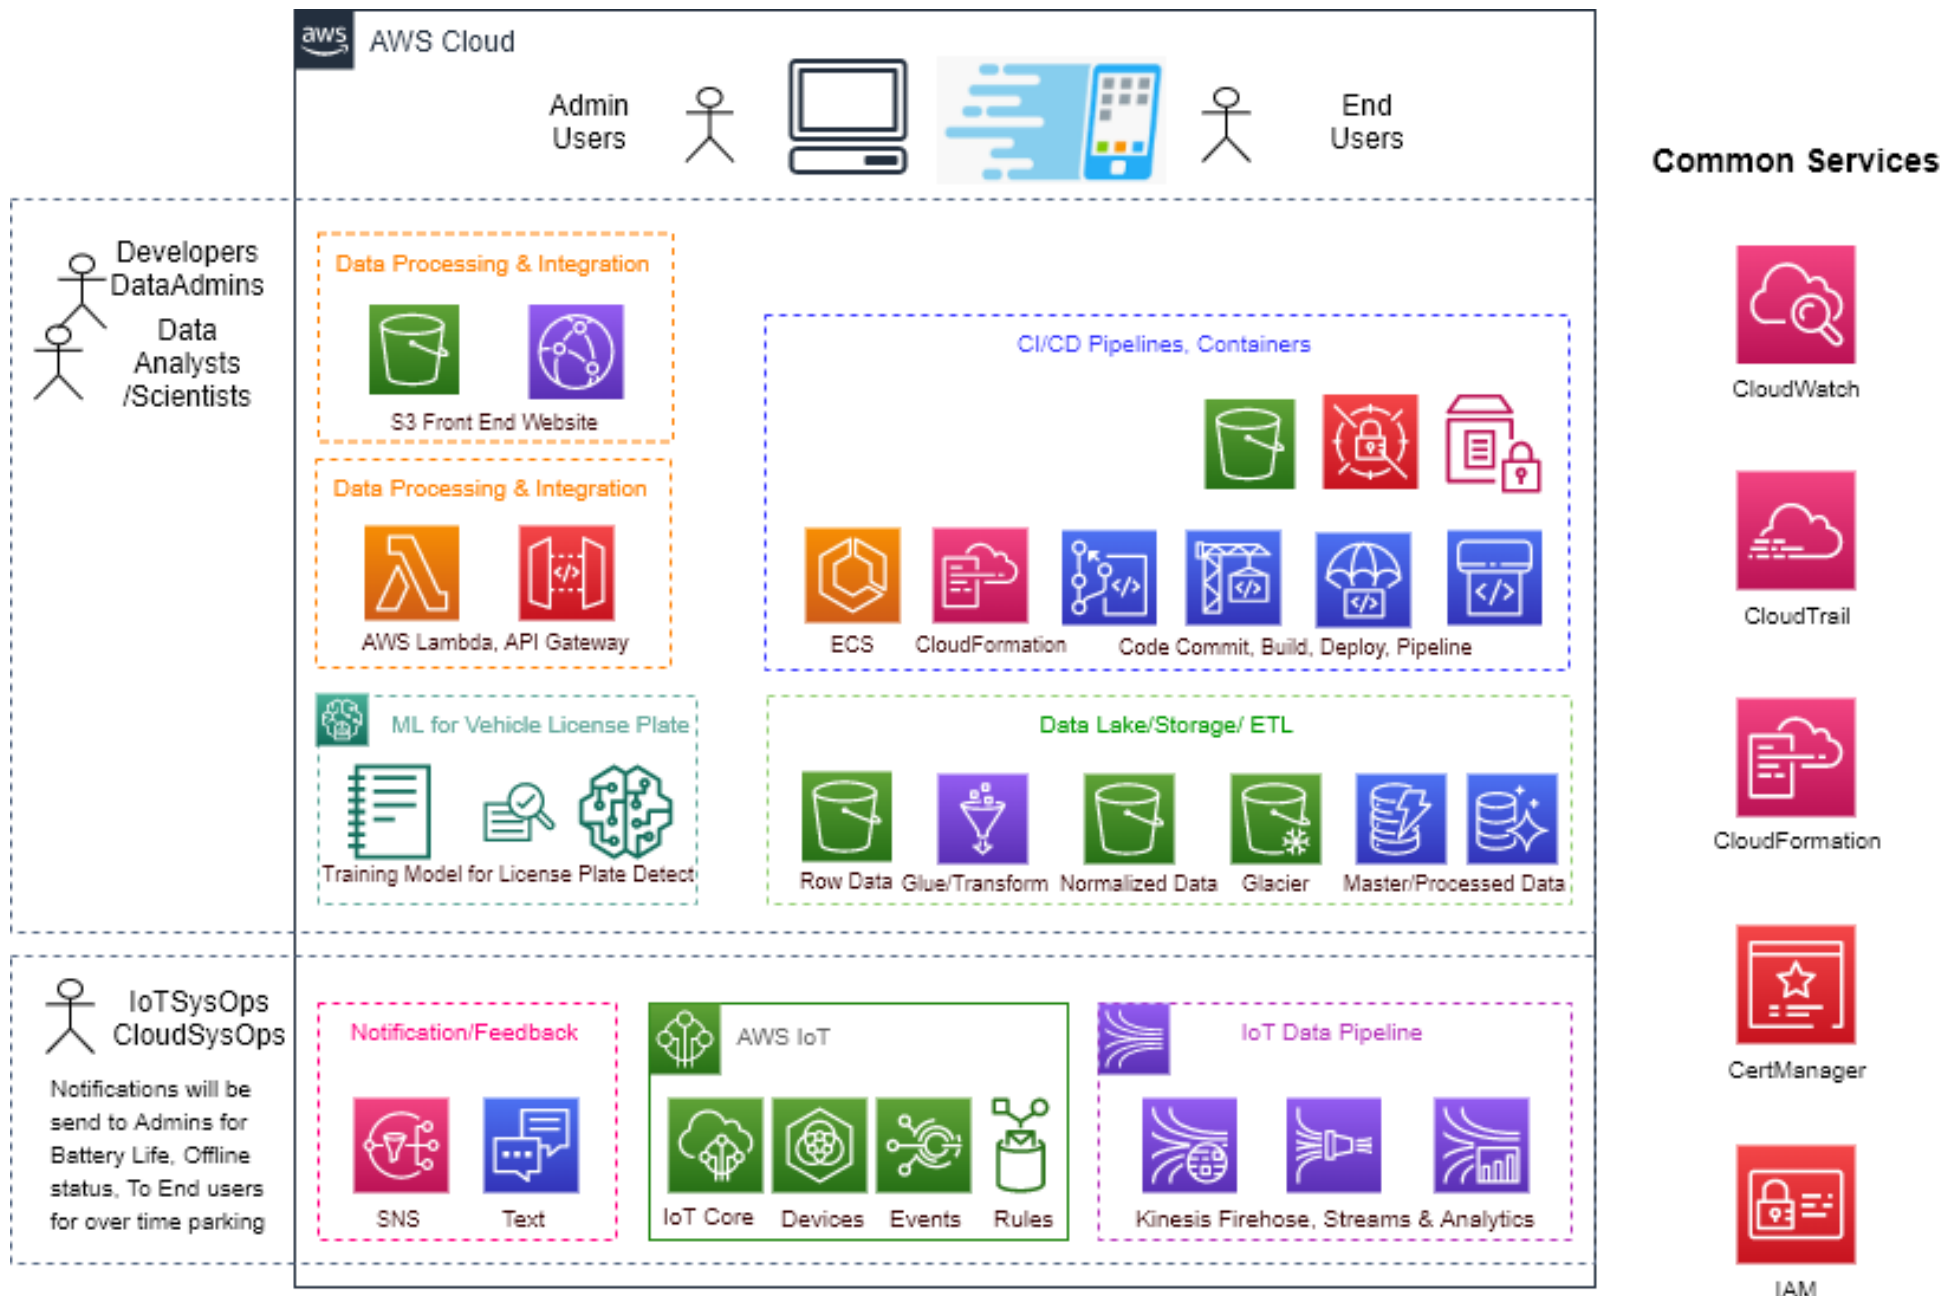 aws
AWS Cloud
Admin
Users
End
Users
Common Services
Developers
DataAdmins
Data
Analysts
/Scientists
Data Processing & Integration
S3 Front End Website
Data Processing & Integration
AWS Lambda, API Gateway
CI/CD Pipelines, Containers
ECS
CloudFormation
Code Commit, Build, Deploy, Pipeline
ML for Vehicle License Plate
Training Model for License Plate Detect
Data Lake/Storage/ ETL
Row Data
Glue/Transform
Normalized Data
Glacier
Master/Processed Data
CloudWatch
CloudTrail
CloudFormation
CertManager
IAM
IoTSysOps
CloudSysOps
Notifications will be
send to Admins for
Battery Life, Offline
status, To End users
for over time parking
Notification/Feedback
SNS
Text
AWS IoT
IoT Core
Devices
Events
Rules
IoT Data Pipeline
Kinesis Firehose, Streams & Analytics